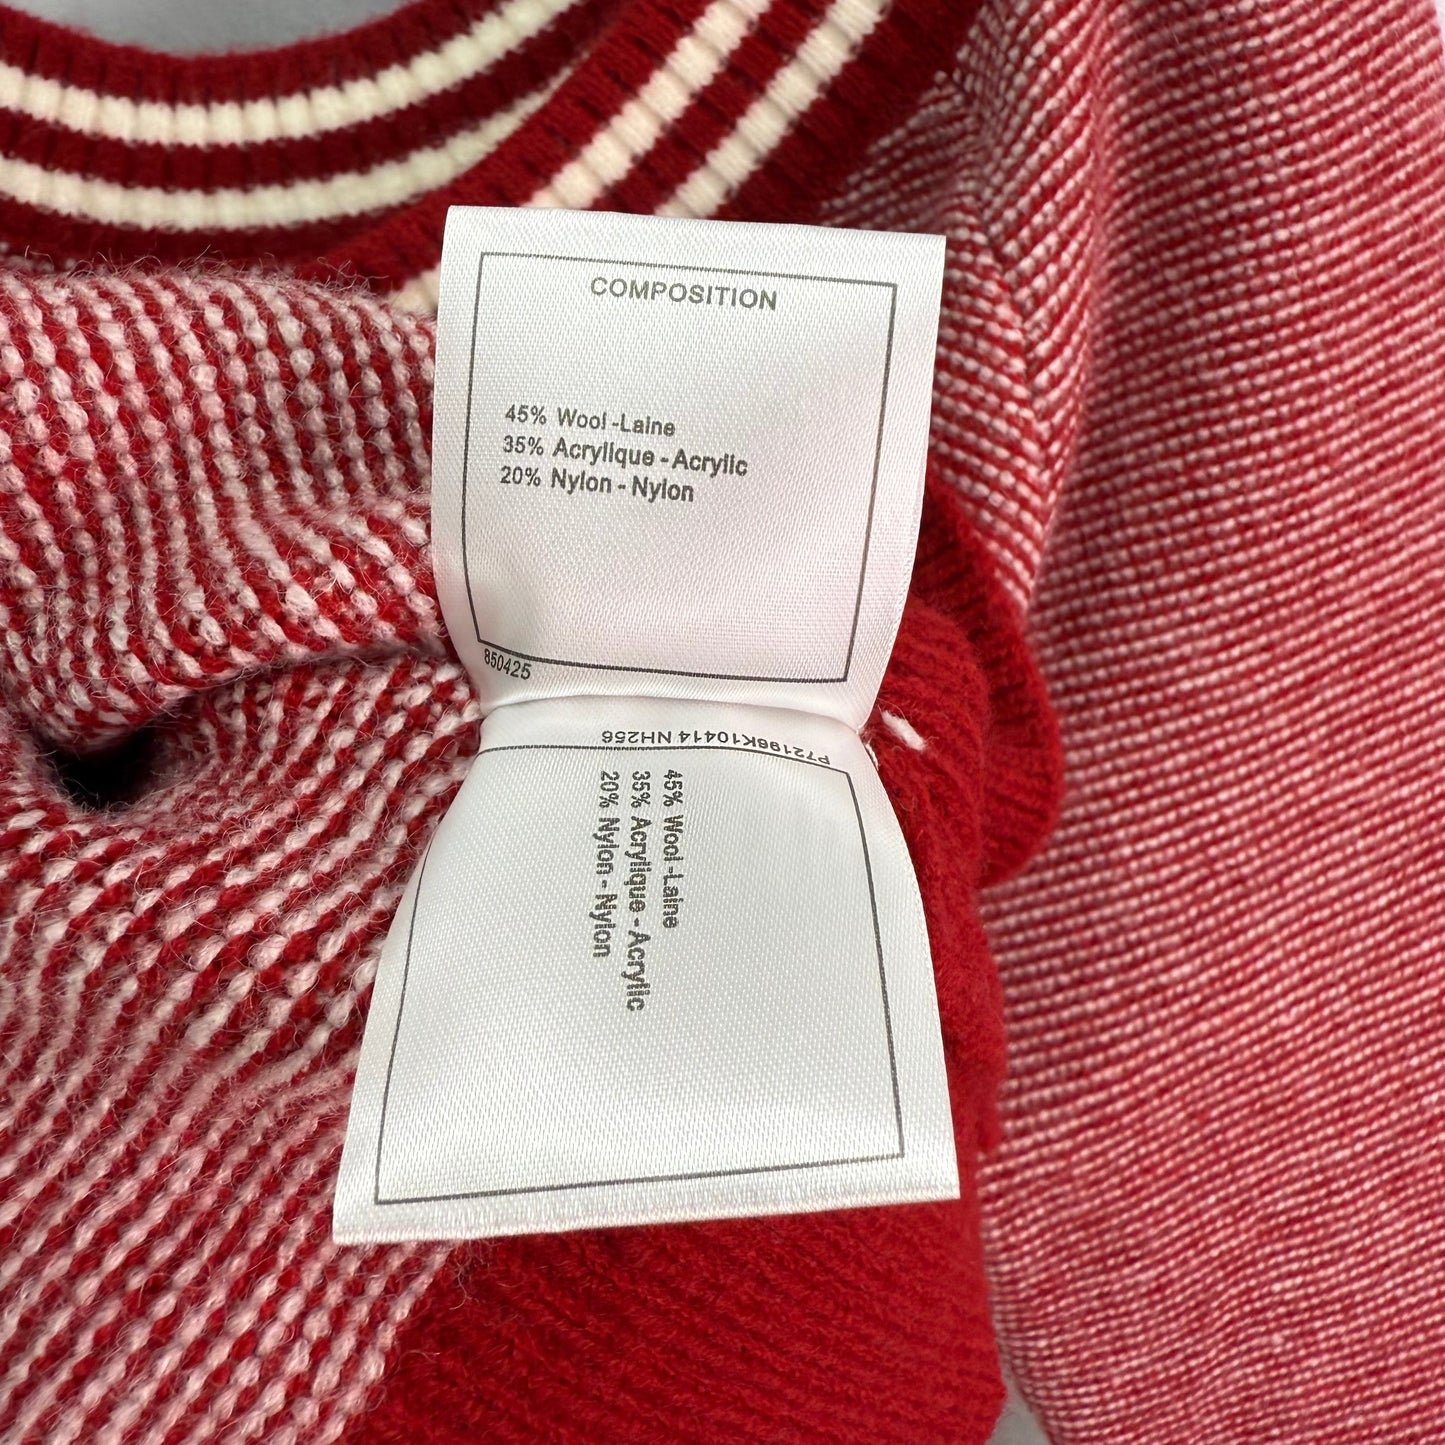 COMPOSITION
45% Wool -Laine
35% Acrylique - Acrylic
20% Nylon - Nylon
850425
P72196K10414 NH256
45% Wool -Laine
35% Acrylique - Acrylic
20% Nylon - Nylon